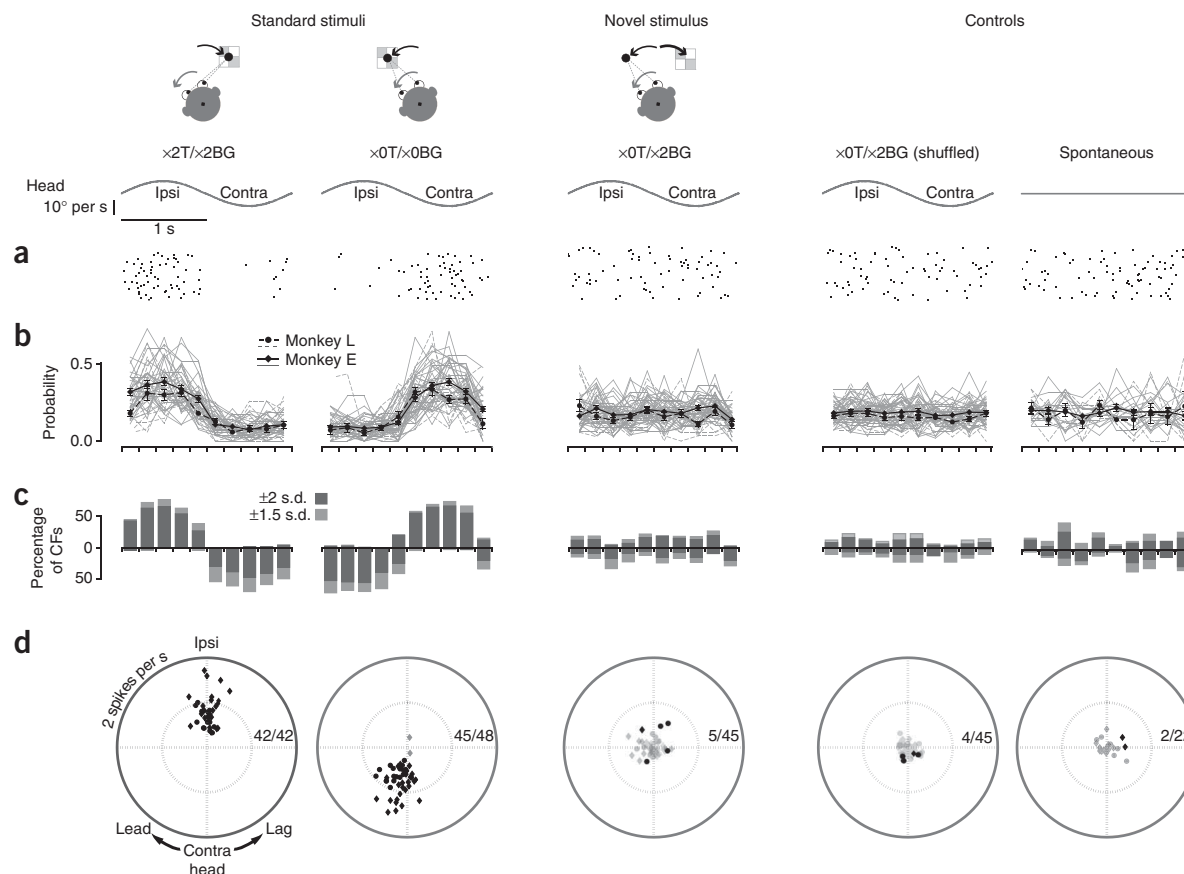 Standard stimuli Novel stimulus Controls
×2T/×2BG ×0T/×0BG ×0T/×2BG ×0T/×2BG (shuffled) Spontaneous
Head Ipsi Contra Ipsi Contra Ipsi Contra Ipsi Contra
10° per s
1 s
a
b
Monkey L
Monkey E
Probability
0.5
0.0
c
±2 s.d.
±1.5 s.d.
Percentage
of CFs
50
0
50
d
Ipsi
2 spikes per s
42/42 45/48 5/45 4/45
Lead Lag
Contra
head